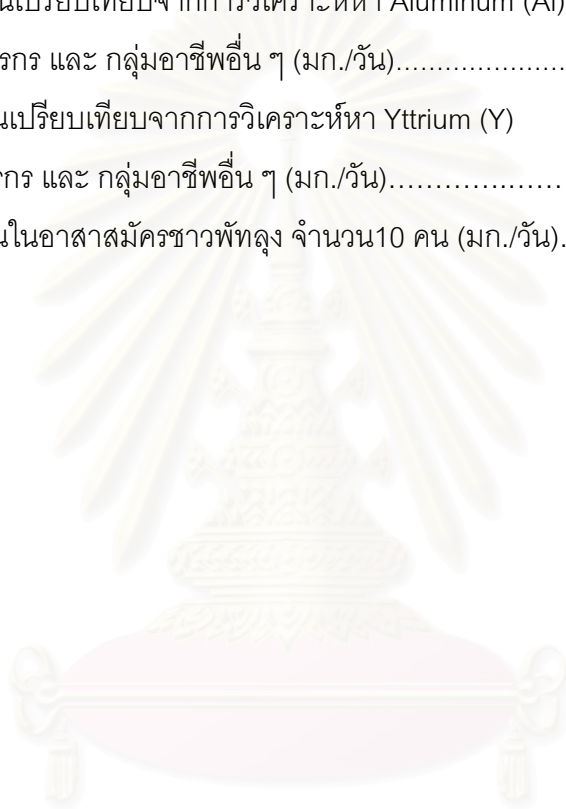 นเปรียบเทียบจากการวิเคราะห์หา Aluminum (Al)
รกร และ กลุ่มอาชีพอื่น ๆ (มก./วัน).....................
นเปรียบเทียบจากการวิเคราะห์หา Yttrium (Y)
กร และ กลุ่มอาชีพอื่น ๆ (มก./วัน)......................
นในอาสาสมัครชาวพัทลุง จำนวน10 คน (มก./วัน).